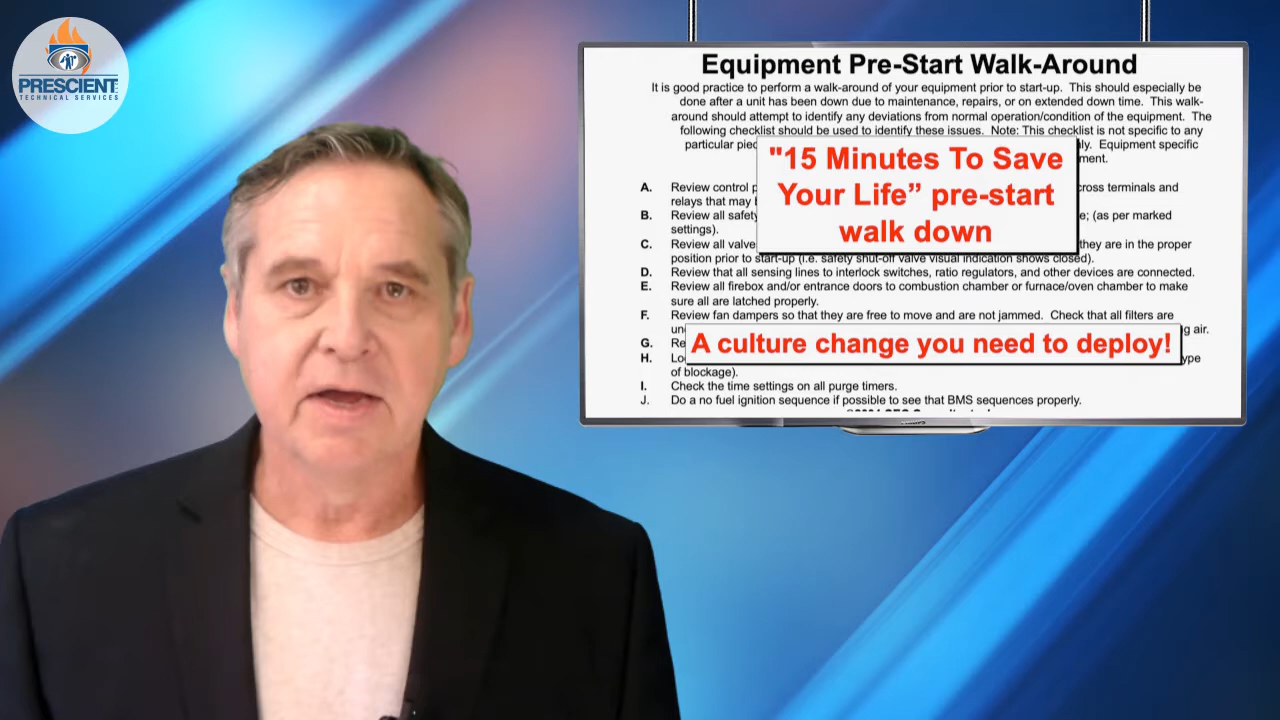 PRESCIENT
TECHNICAL SERVICES
Equipment Pre-Start Walk-Around
It is good practice to perform a walk-around of your equipment prior to start-up. This should especially be
done after a unit has been down due to maintenance, repairs, or on extended down time. This walk-
around should attempt to identify any deviations from normal operation/condition of the equipment. The
following checklist should be used to identify these issues. Note: This checklist is not specific to any
particular Equipment specific
"15 Minutes To Save
Your Life” pre-start
walk down
A. Review control cross terminals and
relays that may
B. Review all safety (as per marked
settings).
C. Review all they are in the proper
position prior to start-up (i.e. safety shut-off valve visual indication shows closed).
D. Review that all sensing lines to interlock switches, ratio regulators, and other devices are connected.
E. Review all firebox and/or entrance doors to combustion chamber or furnace/oven chamber to make
sure all are latched properly.
F. Review fan dampers so that they are free to move and are not jammed. Check that all filters are
air.
A culture change you need to deploy!
G.
H.
of blockage).
I. Check the time settings on all purge timers.
J. Do a no fuel ignition sequence if possible to see that BMS sequences properly.